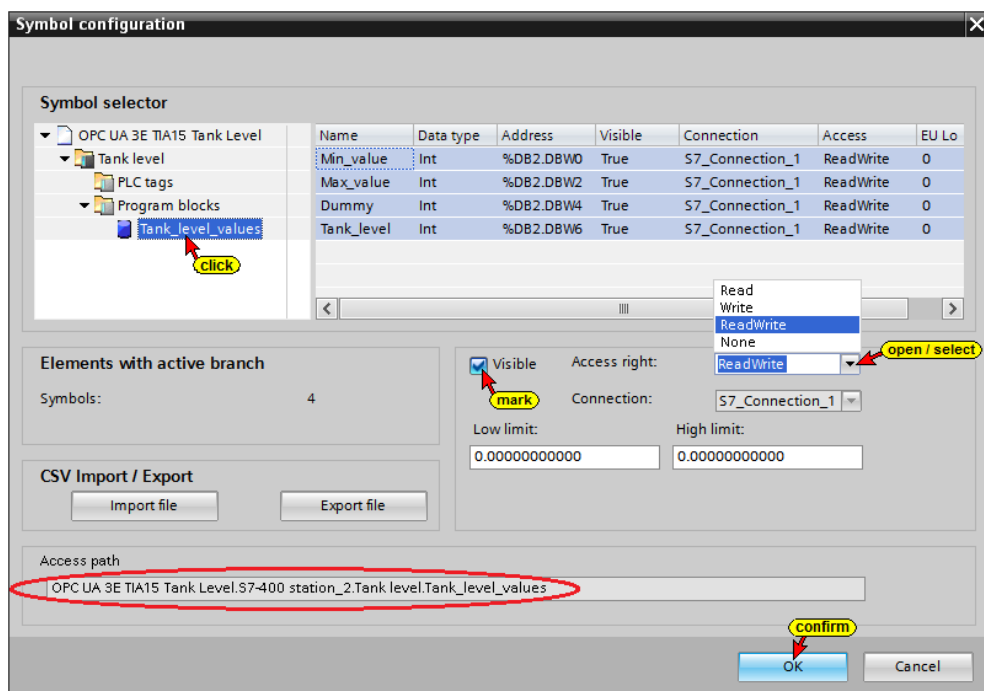 Symbol configuration
Symbol selector
OPC UA 3E TIA15 Tank Level
Tank level
PLC tags
Program blocks
Tank_level_values
click
Name Data type Address Visible Connection Access EU Lo
Min_value Int %DB2.DBW0 True S7_Connection_1 ReadWrite 0
Max_value Int %DB2.DBW2 True S7_Connection_1 ReadWrite 0
Dummy Int %DB2.DBW4 True S7_Connection_1 ReadWrite 0
Tank_level Int %DB2.DBW6 True S7_Connection_1 ReadWrite 0
Read
Write
ReadWrite
None
Elements with active branch
Symbols: 4
Visible Access right: ReadWrite
open / select
mark
Connection: S7_Connection_1
Low limit: High limit:
0.00000000000 0.00000000000
CSV Import / Export
Import file Export file
Access path
OPC UA 3E TIA15 Tank Level.S7-400 station_2.Tank level.Tank_level_values
confirm
OK Cancel